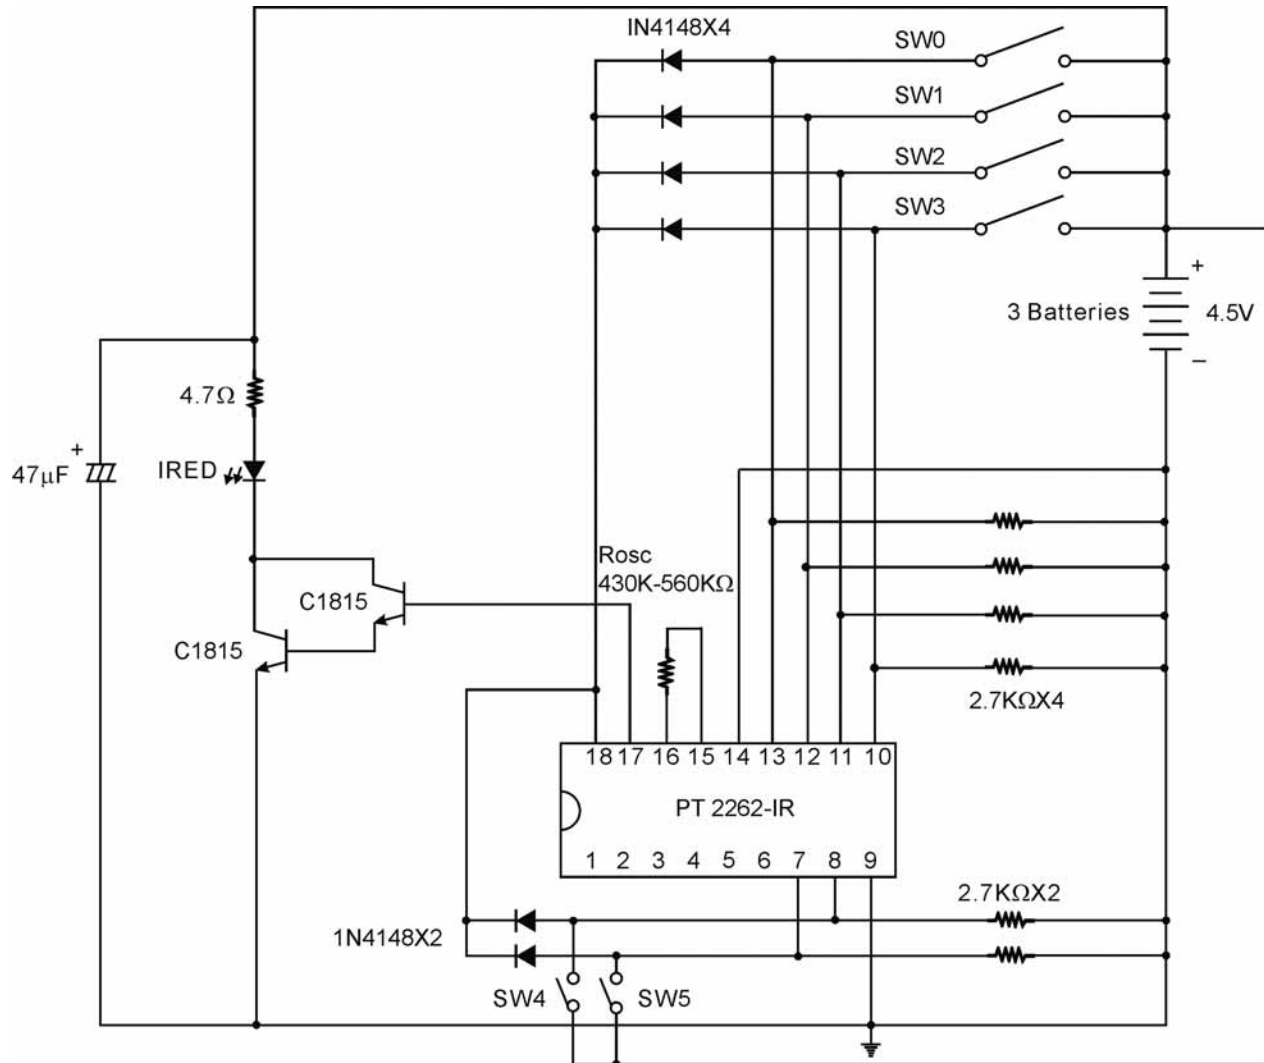 IN4148X4
SW0
SW1
SW2
SW3
+
3 Batteries
4.5V
–
4.7Ω
+
47μF
IRED
Rosc
430K-560KΩ
C1815
C1815
2.7KΩX4
18 17 16 15 14 13 12 11 10
PT 2262-IR
1 2 3 4 5 6 7 8 9
2.7KΩX2
1N4148X2
SW4
SW5